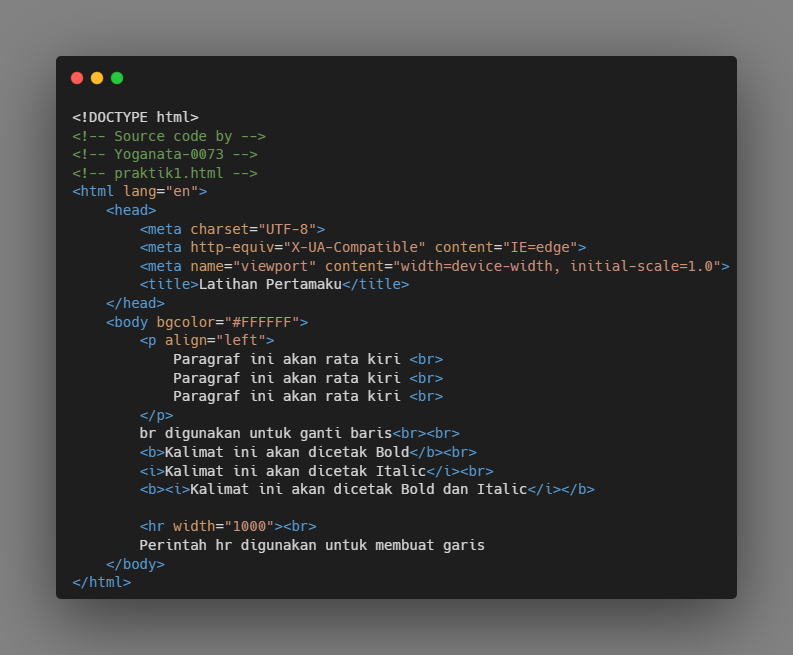 <!DOCTYPE html>
<!-- Source code by -->
<!-- Yoganata-0073 -->
<!-- praktik1.html -->
<html lang="en">
    <head>
        <meta charset="UTF-8">
        <meta http-equiv="X-UA-Compatible" content="IE=edge">
        <meta name="viewport" content="width=device-width, initial-scale=1.0">
        <title>Latihan Pertamaku</title>
    </head>
    <body bgcolor="#FFFFFF">
        <p align="left">
            Paragraf ini akan rata kiri <br>
            Paragraf ini akan rata kiri <br>
            Paragraf ini akan rata kiri <br>
        </p>
        br digunakan untuk ganti baris<br><br>
        <b>Kalimat ini akan dicetak Bold</b><br>
        <i>Kalimat ini akan dicetak Italic</i><br>
        <b><i>Kalimat ini akan dicetak Bold dan Italic</i></b>

        <hr width="1000"><br>
        Perintah hr digunakan untuk membuat garis
    </body>
</html>